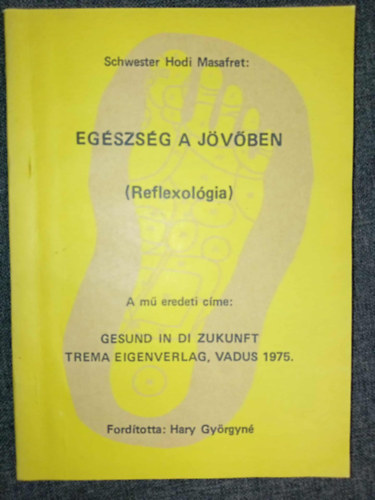 Schwester Hodi Masafret:
EGÉSZSÉG A JÖVŐBEN
(Reflexológia)
A mű eredeti címe:
GESUND IN DI ZUKUNFT
TREMA EIGENVERLAG, VADUS 1975.
Fordította: Hary Györgyné